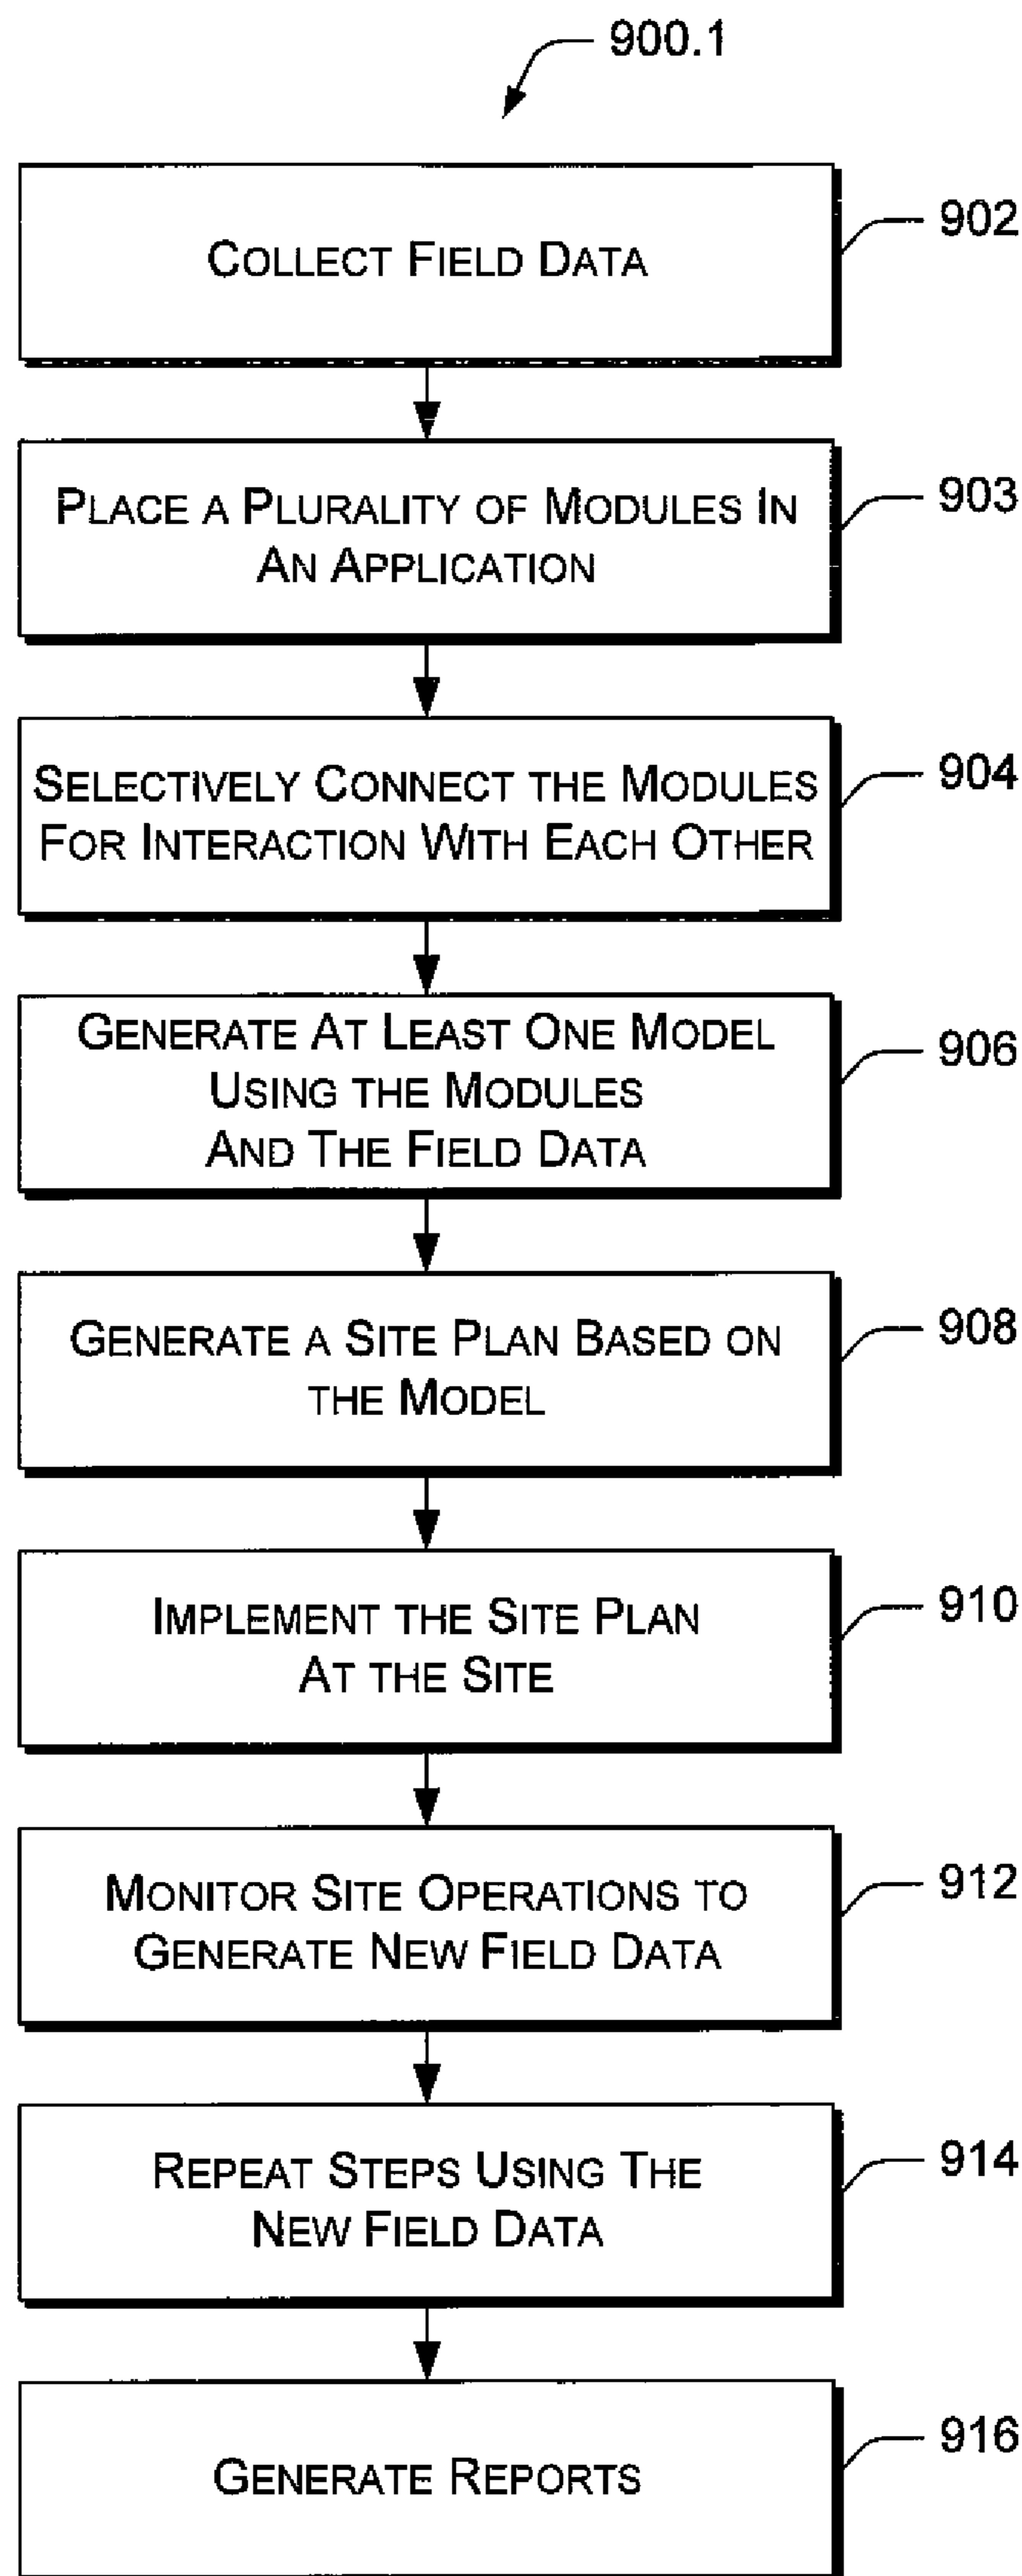 900.1
COLLECT FIELD DATA
902
PLACE A PLURALITY OF MODULES IN
AN APPLICATION
903
SELECTIVELY CONNECT THE MODULES
FOR INTERACTION WITH EACH OTHER
904
GENERATE AT LEAST ONE MODEL
USING THE MODULES
AND THE FIELD DATA
906
GENERATE A SITE PLAN BASED ON
THE MODEL
908
IMPLEMENT THE SITE PLAN
AT THE SITE
910
MONITOR SITE OPERATIONS TO
GENERATE NEW FIELD DATA
912
REPEAT STEPS USING THE
NEW FIELD DATA
914
GENERATE REPORTS
916